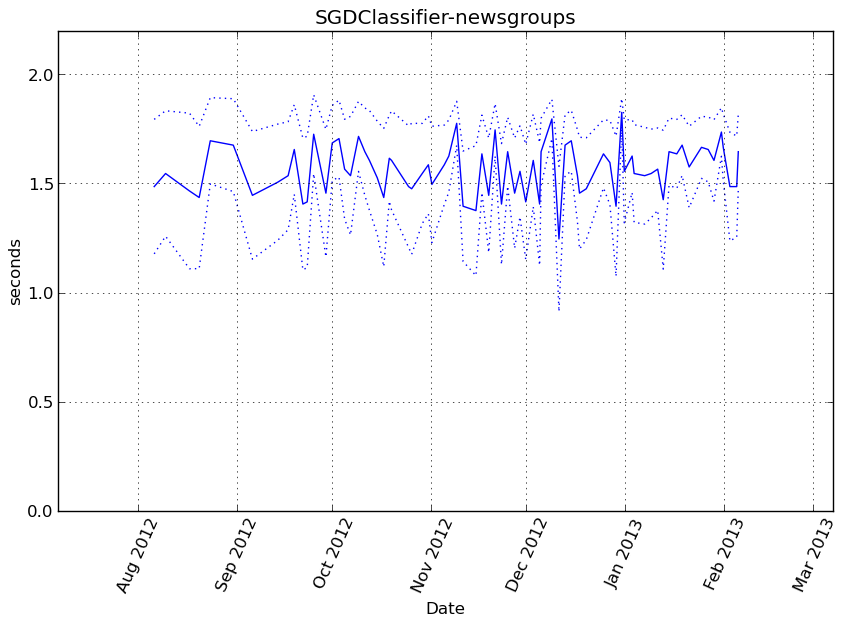 SGDClassifier-newsgroups
2.0
1.5
1.0
0.5
0.0
seconds
Aug 2012
Sep 2012
Oct 2012
Nov 2012
Dec 2012
Jan 2013
Feb 2013
Mar 2013
Date